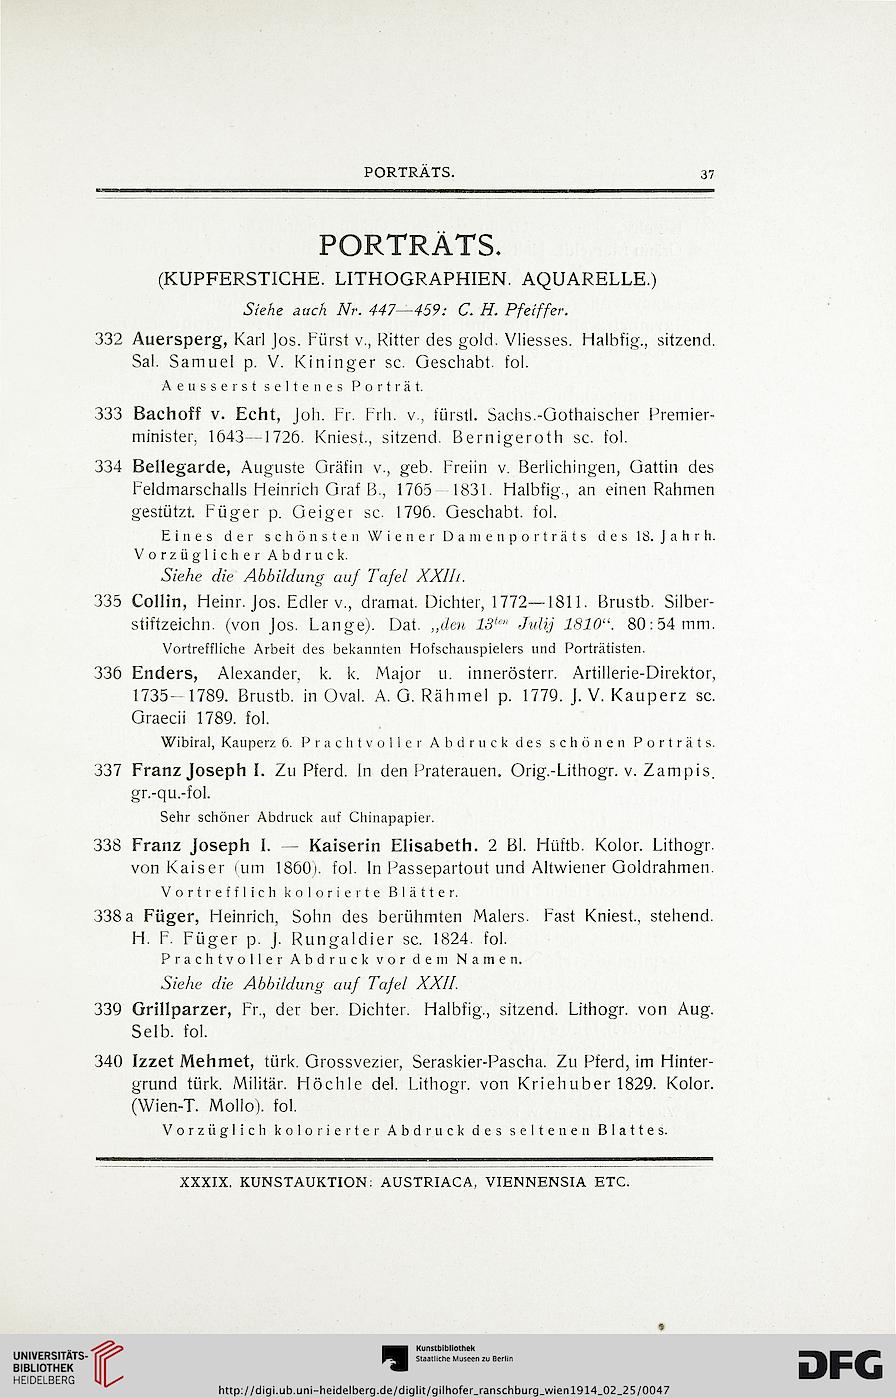 PORTRÄTS.
37
PORTRÄTS.
(KUPFERSTICHE. LITHOGRAPHIEN. AQUARELLE.)
Siehe auch Nr. 447—459: C. H. Pfeiffer.
332 Auersperg, Karl Jos. Fürst v., Ritter des gold. Vliesses. Halbfig., sitzend.
Sal. Samuel p. V. Kininger sc. Geschabt. fol.
Aeusserst seltenes Porträt.
333 Bachoff v. Echt, Joh. Fr. Frh. v., fürstl. Sachs.-Gothaischer Premier-
minister, 1643—1726. Kniest., sitzend. Bernigeroth sc. fol.
334 Bellegarde, Auguste Gräfin v., geb. Freiin v. Berlichingen, Gattin des
Feldmarschalls Heinrich Graf B., 1765—1831. Halbfig., an einen Rahmen
gestützt. Füger p. Geiger sc. 1796. Geschabt. fol.
Eines der schönsten Wiener Damenporträts des 18. Jahrh.
Vorzüglicher Abdruck.
Siehe die Abbildung auf Tafel XXIII.
335 Collin, Heinr. Jos. Edler v., dramat. Dichter, 1772—1811. Brustb. Silber-
stiftzeichn. (von Jos. Lange). Dat. „den 13ten Julij 1810“. 80:54 mm.
Vortreffliche Arbeit des bekannten Hofschauspielers und Porträtisten.
336 Enders, Alexander, k. k. Major u. innerösterr. Artillerie-Direktor,
1735—1789. Brustb. in Oval. A. G. Rähmel p. 1779. J. V. Kauperz sc.
Graecii 1789. fol.
Wibiral, Kauperz 6. Prachtvoller Abdruck des schönen Porträts.
337 Franz Joseph I. Zu Pferd. In den Praterauen. Orig.-Lithogr. v. Zampis.
gr.-qu.-fol.
Sehr schöner Abdruck auf Chinapapier.
338 Franz Joseph I. — Kaiserin Elisabeth. 2 Bl. Hüftb. Kolor. Lithogr.
von Kaiser (um 1860). fol. In Passepartout und Altwiener Goldrahmen.
Vortrefflich kolorierte Blätter.
338 a Füger, Heinrich, Sohn des berühmten Malers. Fast Kniest., stehend.
H. F. Füger p. J. Rungaldier sc. 1824. fol.
Prachtvoller Abdruck vor dem Namen.
Siehe die Abbildung auf Tafel XXII.
339 Grillparzer, Fr., der ber. Dichter. Halbfig., sitzend. Lithogr. von Aug.
Selb. fol.
340 Izzet Mehmet, türk. Grossvezier, Seraskier-Pascha. Zu Pferd, im Hinter-
grund türk. Militär. Höchle del. Lithogr. von Kriehuber 1829. Kolor.
(Wien-T. Mollo). fol.
Vorzüglich kolorierter Abdruck des seltenen Blattes.
XXXIX. KUNSTAUKTION: AUSTRIACA, VIENNENSIA ETC.
UNIVERSITÄTS-
BIBLIOTHEK
HEIDELBERG
Kunstbibliothek
Staatliche Museen zu Berlin
DFG
http://digi.ub.uni-heidelberg.de/diglit/gilhofer_ranschburg_wien1914_02_25/0047